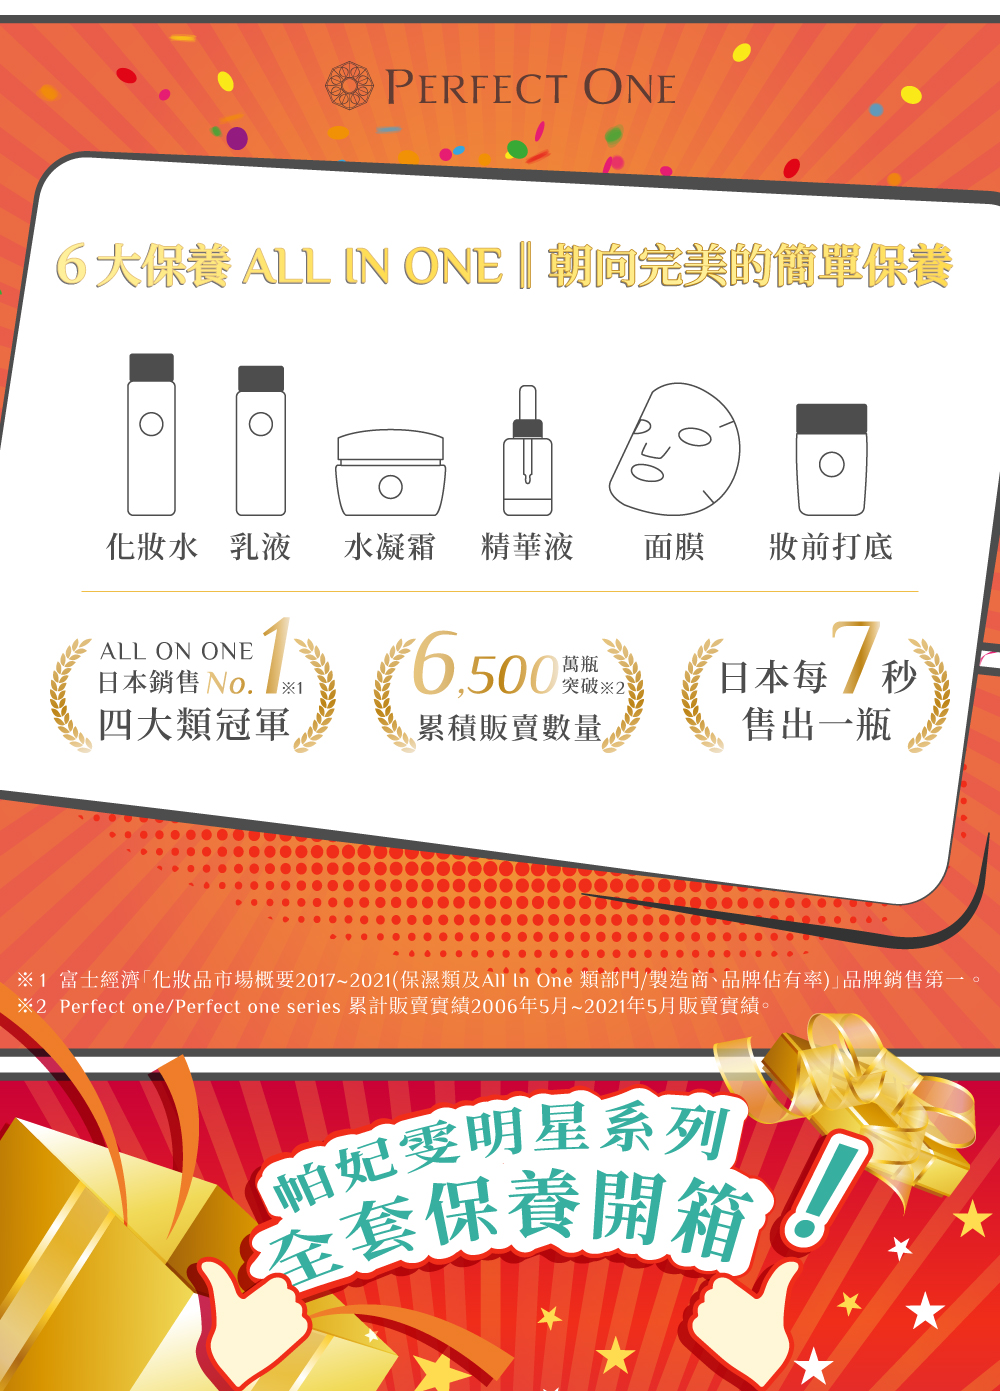 PERFECT ONE
6大保養 ALL IN ONE || 朝向完美的簡單保養
化妝水 乳液 水凝霜 精華液 面膜 妝前打底
ALL ON ONE
日本銷售 No.1※1
四大類冠軍
6,500萬瓶突破※2
累積販賣數量
日本每7秒
售出一瓶
※1 富士經濟「化妝品市場概要2017~2021(保濕類及All In One 類部門/製造商、品牌佔有率)」品牌銷售第一。
※2 Perfect one/Perfect one series 累計販賣實績2006年5月~2021年5月販賣實績。
帕妃雯明星系列
全套保養開箱!